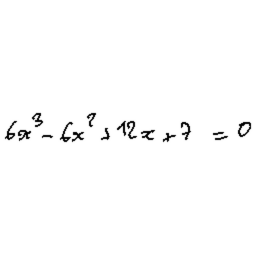 6x³ - 6x² + 12x + 7 = 0